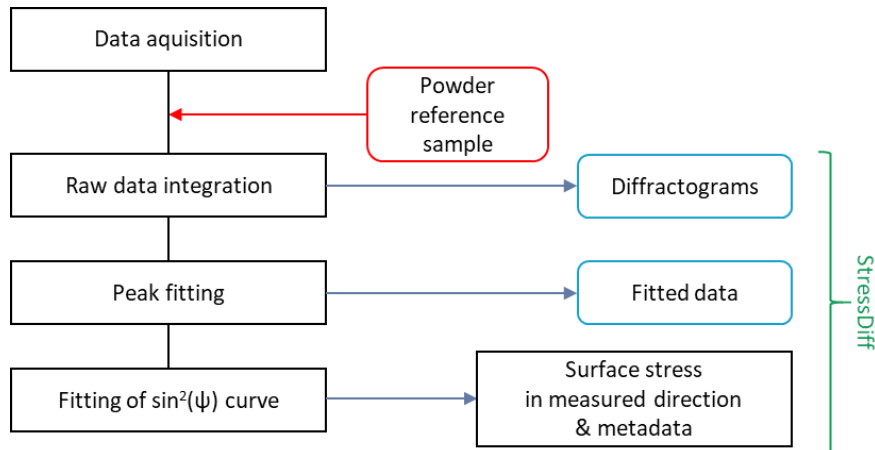 Data aquisition
Powder
reference
sample
Raw data integration
Diffractograms
Peak fitting
Fitted data
Fitting of sin²(ψ) curve
Surface stress
in measured direction
& metadata
StressDiff